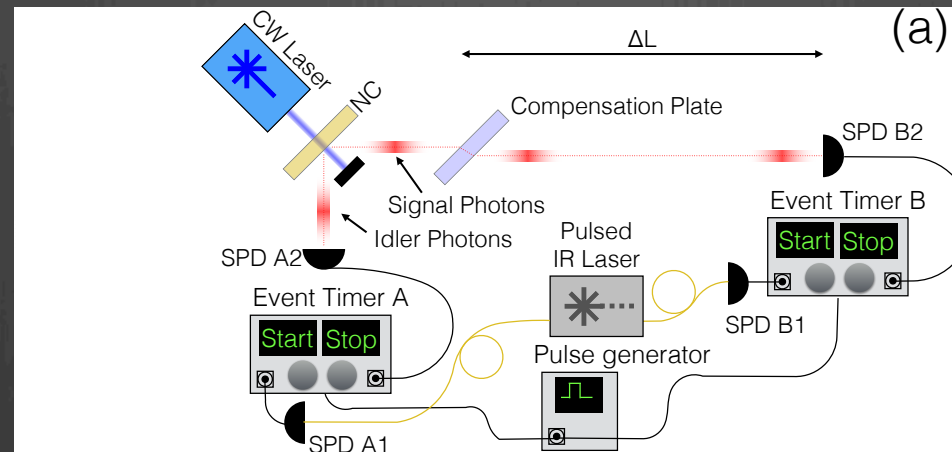 (a)
CW Laser
NC
ΔL
Compensation Plate
SPD B2
Signal Photons
Idler Photons
Event Timer B
Start Stop
SPD A2
Pulsed
IR Laser
SPD B1
Event Timer A
Start Stop
Pulse generator
SPD A1